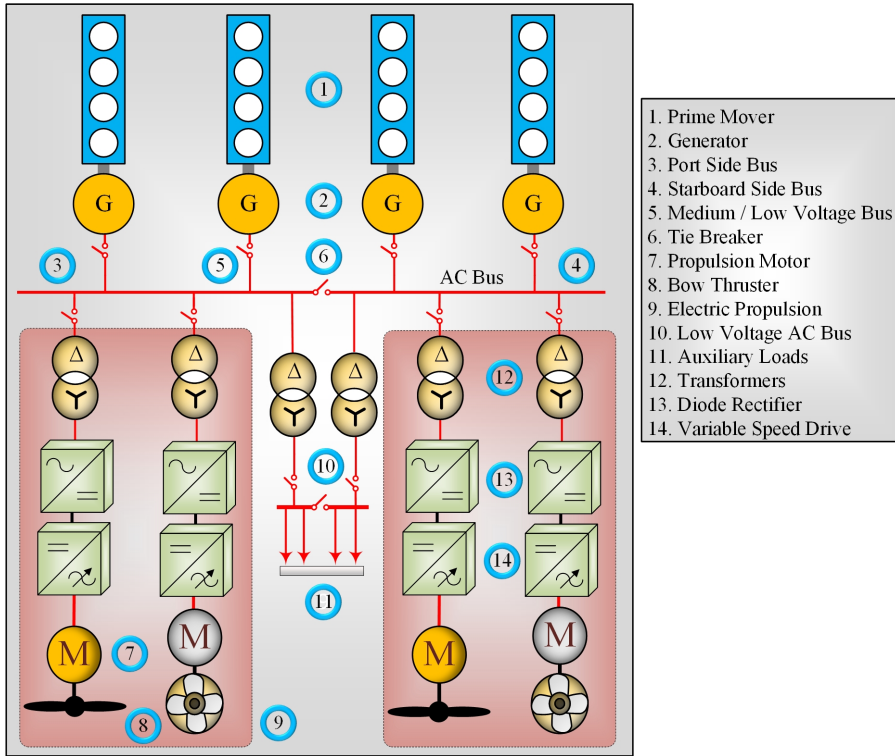 1
G
G
G
G
2
3
5
6
4
AC Bus
Δ
Δ
Δ
Δ
Δ
Δ
12
10
13
14
11
M
M
M
M
7
8
9
1. Prime Mover
2. Generator
3. Port Side Bus
4. Starboard Side Bus
5. Medium / Low Voltage Bus
6. Tie Breaker
7. Propulsion Motor
8. Bow Thruster
9. Electric Propulsion
10. Low Voltage AC Bus
11. Auxiliary Loads
12. Transformers
13. Diode Rectifier
14. Variable Speed Drive